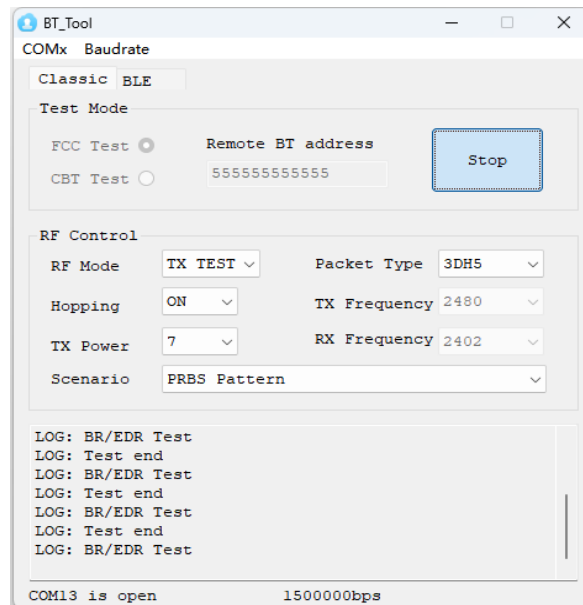 BT_Tool
COMx Baudrate
Classic BLE
Test Mode
FCC Test
Remote BT address
Stop
CBT Test
555555555555
RF Control
RF Mode TX TEST Packet Type 3DH5
Hopping ON TX Frequency 2480
TX Power 7 RX Frequency 2402
Scenario PRBS Pattern
LOG: BR/EDR Test
LOG: Test end
LOG: BR/EDR Test
LOG: Test end
LOG: BR/EDR Test
LOG: Test end
LOG: BR/EDR Test
COM13 is open 1500000bps